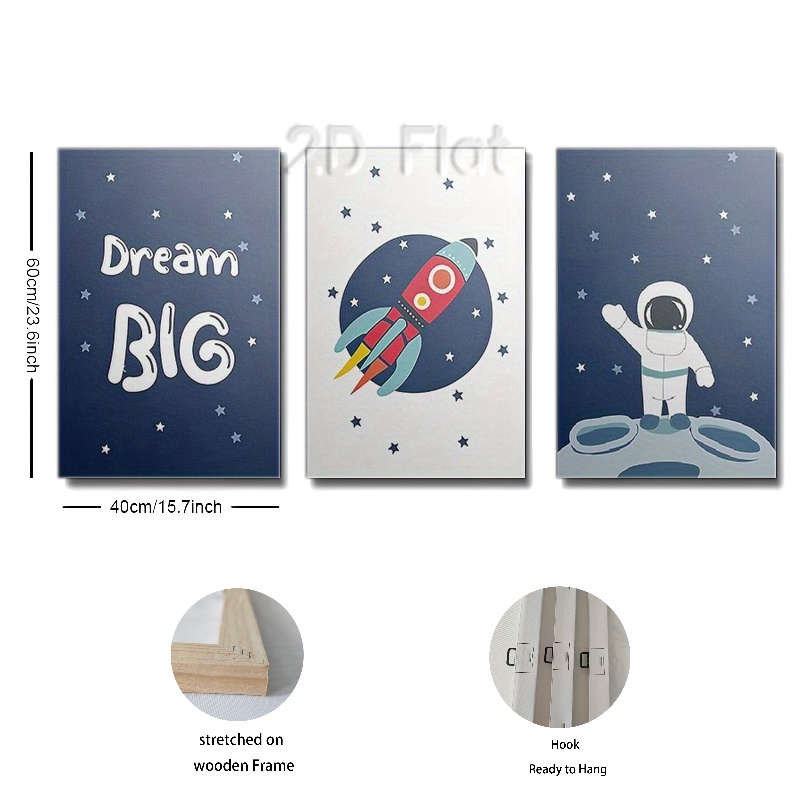 2D Flat
Dream
BIG
60cm/23.6inch
40cm/15.7inch
stretched on
wooden Frame
Hook
Ready to Hang